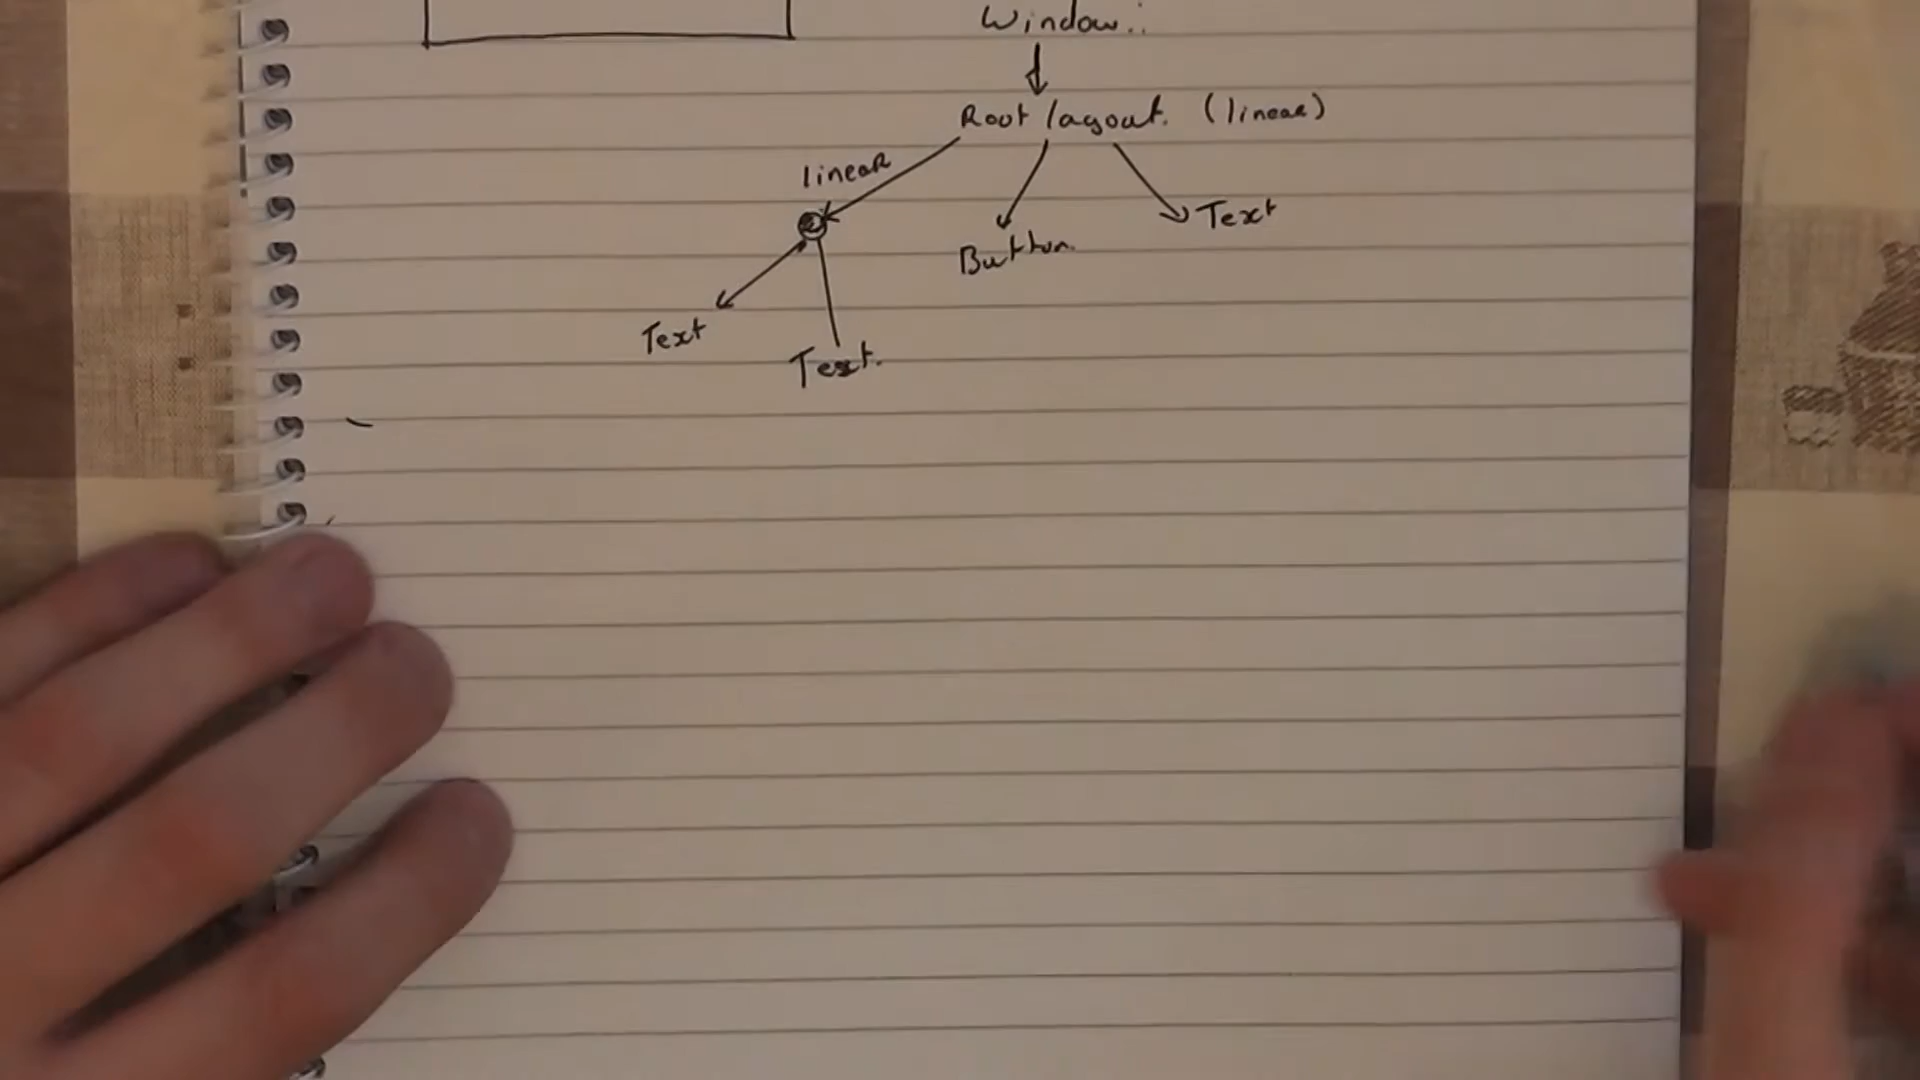 Window..
Root layout. (linear)
linear
Text
Button.
Text
Text.